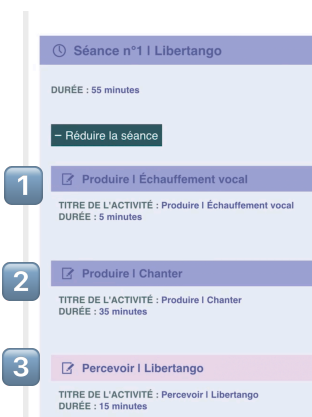 Séance n°1 I Libertango
DURÉE : 55 minutes
– Réduire la séance
1
Produire I Échauffement vocal
TITRE DE L'ACTIVITÉ : Produire I Échauffement vocal
DURÉE : 5 minutes
2
Produire I Chanter
TITRE DE L'ACTIVITÉ : Produire I Chanter
DURÉE : 35 minutes
3
Percevoir I Libertango
TITRE DE L'ACTIVITÉ : Percevoir I Libertango
DURÉE : 15 minutes